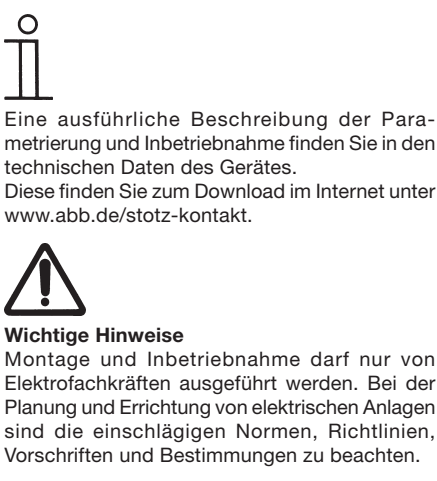 Eine ausführliche Beschreibung der Para-
metrierung und Inbetriebnahme finden Sie in den
technischen Daten des Gerätes.
Diese finden Sie zum Download im Internet unter
www.abb.de/stotz-kontakt.
Wichtige Hinweise
Montage und Inbetriebnahme darf nur von
Elektrofachkräften ausgeführt werden. Bei der
Planung und Errichtung von elektrischen Anlagen
sind die einschlägigen Normen, Richtlinien,
Vorschriften und Bestimmungen zu beachten.